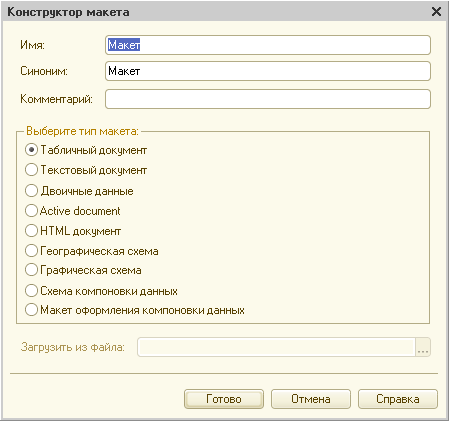 Конструктор макета
Имя: Макет
Синоним: Макет
Комментарий:
Выберите тип макета:
Табличный документ
Текстовый документ
Двоичные данные
Active document
HTML документ
Географическая схема
Графическая схема
Схема компоновки данных
Макет оформления компоновки данных
Загрузить из файла: ...
Готово Отмена Справка